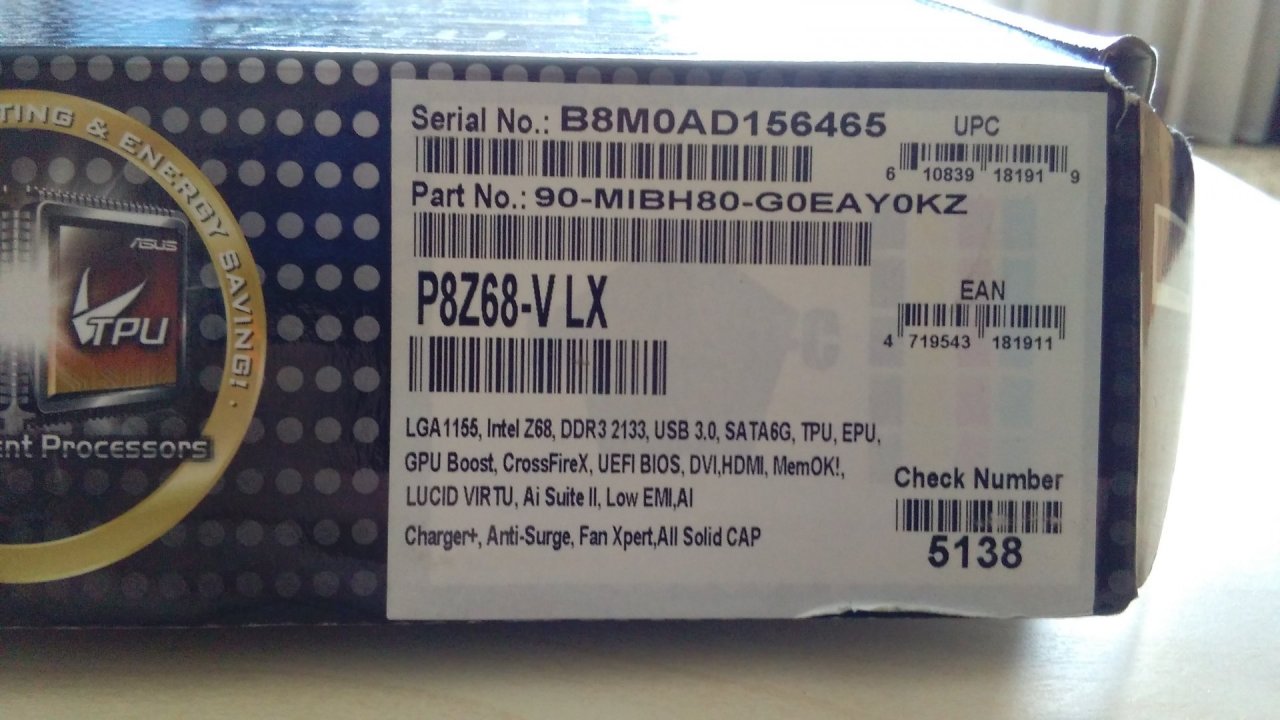 TING & ENERGY SAVING!
ASUS
TPU
ent Processors
Serial No.: B8M0AD156465
UPC
6 10839 18191 9
Part No.: 90-MIBH80-G0EAY0KZ
P8Z68-V LX
EAN
4 719543 181911
LGA1155, Intel Z68, DDR3 2133, USB 3.0, SATA6G, TPU, EPU,
GPU Boost, CrossFireX, UEFI BIOS, DVI,HDMI, MemOK!,
LUCID VIRTU, Ai Suite II, Low EMI,AI
Charger+, Anti-Surge, Fan Xpert,All Solid CAP
Check Number
5138